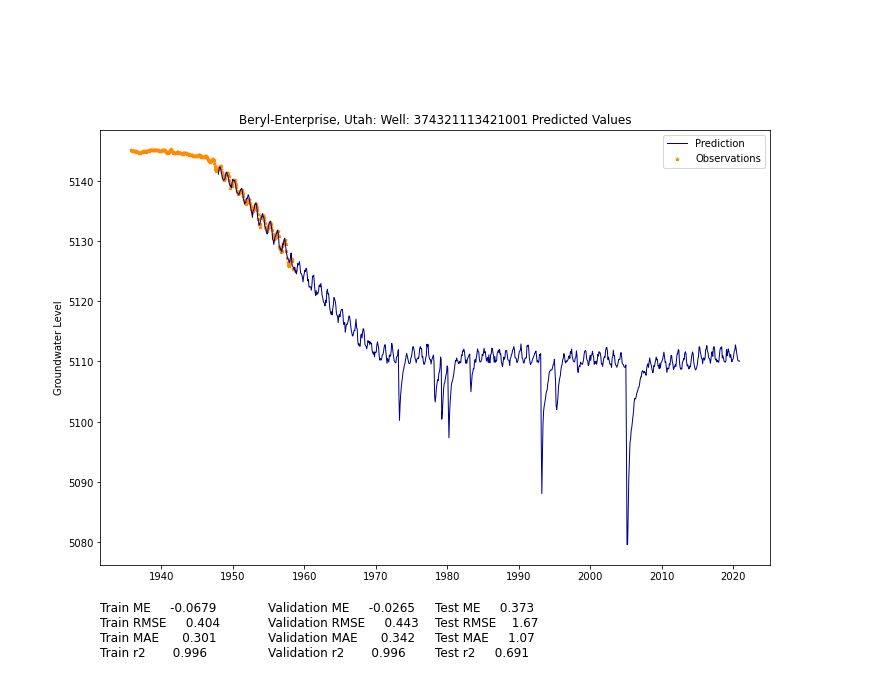 Beryl-Enterprise, Utah: Well: 374321113421001 Predicted Values
Prediction
Observations
Groundwater Level
5140
5130
5120
5110
5100
5090
5080
1940 1950 1960 1970 1980 1990 2000 2010 2020
Train ME -0.0679 Validation ME -0.0265 Test ME 0.373
Train RMSE 0.404 Validation RMSE 0.443 Test RMSE 1.67
Train MAE 0.301 Validation MAE 0.342 Test MAE 1.07
Train r2 0.996 Validation r2 0.996 Test r2 0.691